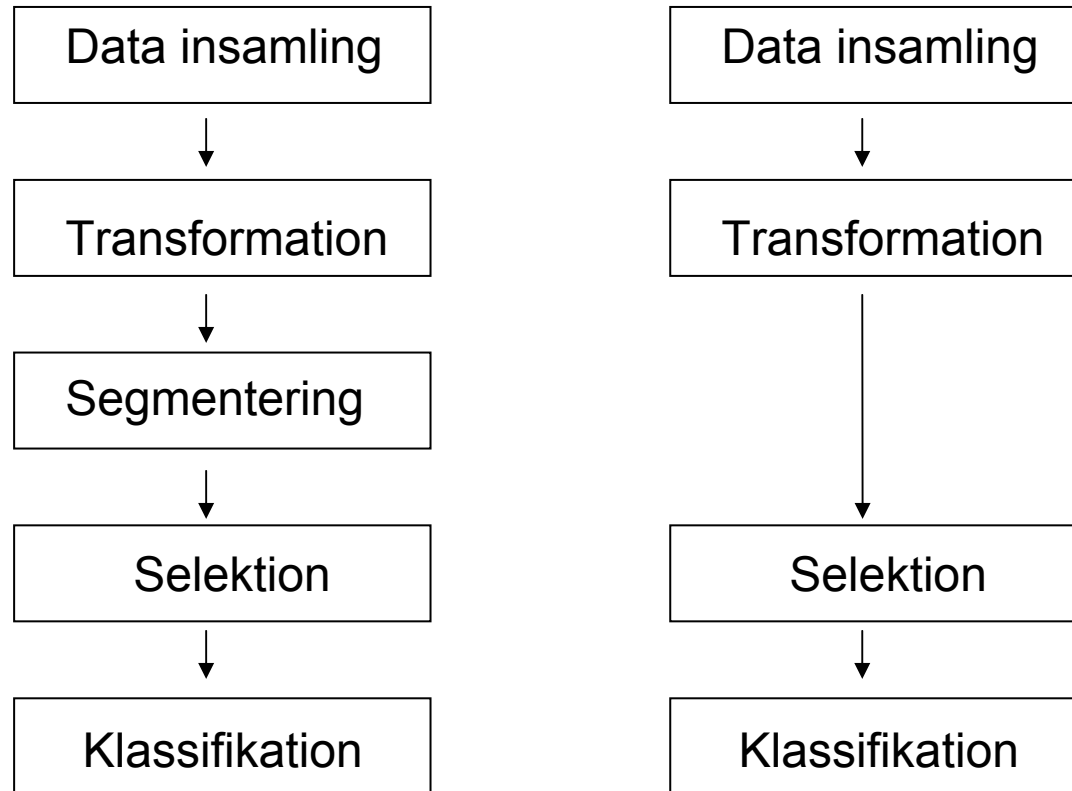 Data insamling
Transformation
Segmentering
Selektion
Klassifikation
Data insamling
Transformation
Selektion
Klassifikation